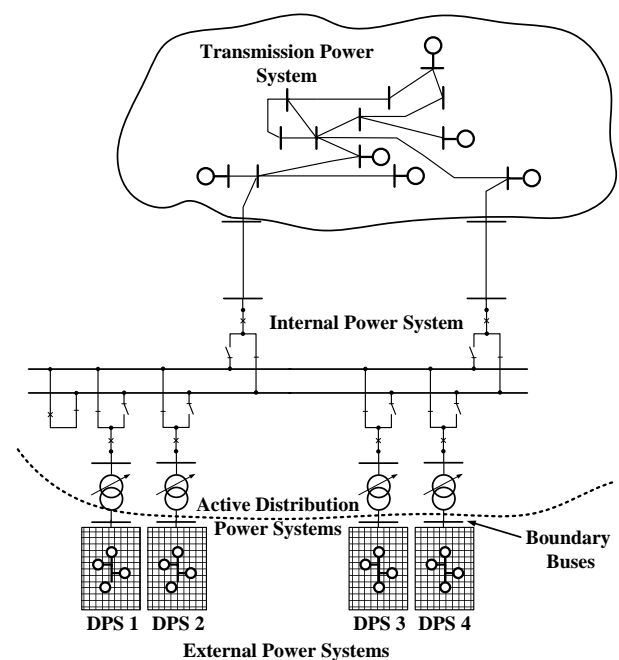 Transmission Power
System
Internal Power System
Active Distribution
Power Systems
Boundary
Buses
DPS 1
DPS 2
DPS 3
DPS 4
External Power Systems